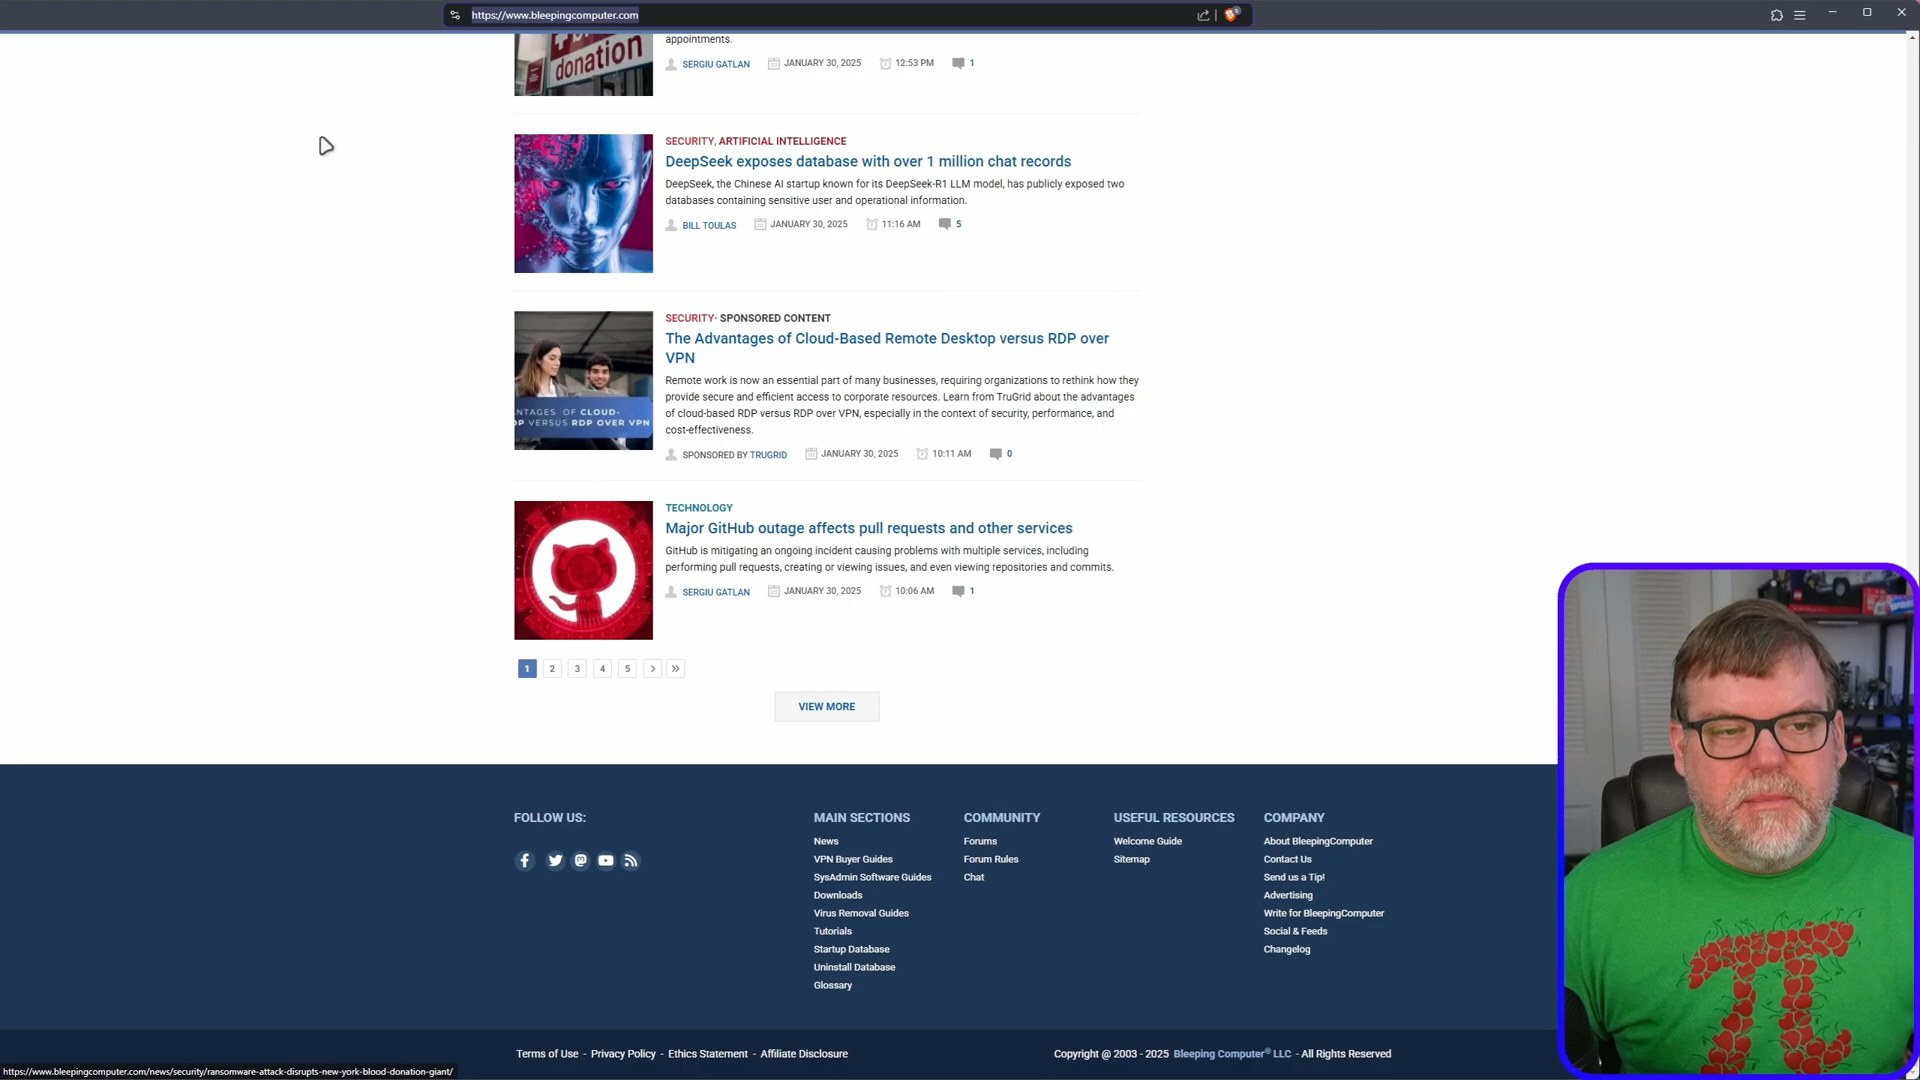 https://www.bleepingcomputer.com
donation
appointments.
SERGIU GATLAN JANUARY 30, 2025 12:53 PM 1
SECURITY, ARTIFICIAL INTELLIGENCE
DeepSeek exposes database with over 1 million chat records
DeepSeek, the Chinese AI startup known for its DeepSeek-R1 LLM model, has publicly exposed two
databases containing sensitive user and operational information.
BILL TOULAS JANUARY 30, 2025 11:16 AM 5
SECURITY· SPONSORED CONTENT
The Advantages of Cloud-Based Remote Desktop versus RDP over
VPN
Remote work is now an essential part of many businesses, requiring organizations to rethink how they
provide secure and efficient access to corporate resources. Learn from TruGrid about the advantages
of cloud-based RDP versus RDP over VPN, especially in the context of security, performance, and
cost-effectiveness.
NTAGES OF CLOUD-
DP VERSUS RDP OVER VPN
SPONSORED BY TRUGRID JANUARY 30, 2025 10:11 AM 0
TECHNOLOGY
Major GitHub outage affects pull requests and other services
GitHub is mitigating an ongoing incident causing problems with multiple services, including
performing pull requests, creating or viewing issues, and even viewing repositories and commits.
SERGIU GATLAN JANUARY 30, 2025 10:06 AM 1
1 2 3 4 5 > »
VIEW MORE
FOLLOW US:
MAIN SECTIONS
News
VPN Buyer Guides
SysAdmin Software Guides
Downloads
Virus Removal Guides
Tutorials
Startup Database
Uninstall Database
Glossary
COMMUNITY
Forums
Forum Rules
Chat
USEFUL RESOURCES
Welcome Guide
Sitemap
COMPANY
About BleepingComputer
Contact Us
Send us a Tip!
Advertising
Write for BleepingComputer
Social & Feeds
Changelog
Terms of Use - Privacy Policy - Ethics Statement - Affiliate Disclosure
Copyright @ 2003 - 2025 Bleeping Computer® LLC - All Rights Reserved
https://www.bleepingcomputer.com/news/security/ransomware-attack-disrupts-new-york-blood-donation-giant/